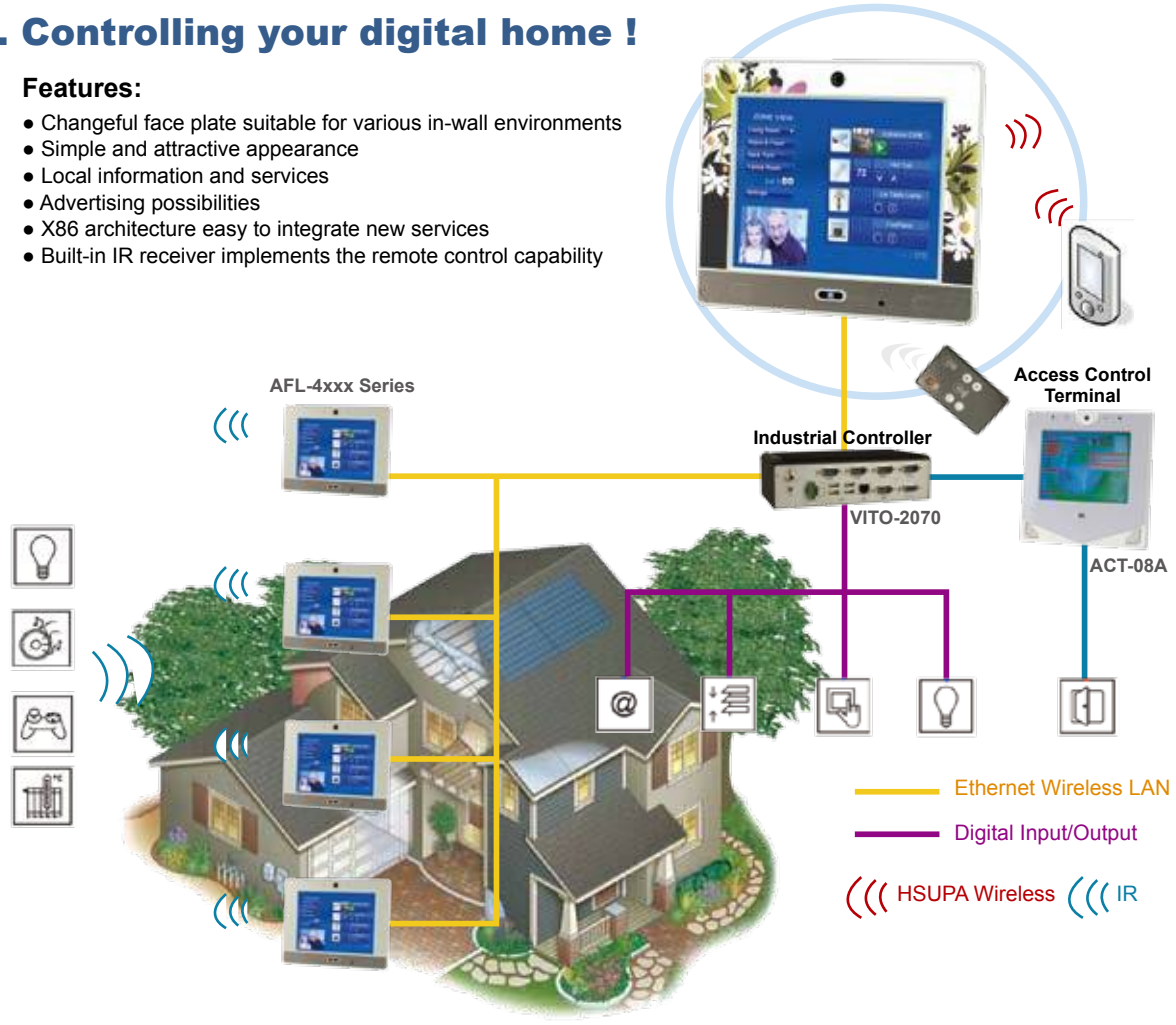 . Controlling your digital home !
Features:
● Changeful face plate suitable for various in-wall environments
● Simple and attractive appearance
● Local information and services
● Advertising possibilities
● X86 architecture easy to integrate new services
● Built-in IR receiver implements the remote control capability
ZONE VIEW
72
AFL-4xxx Series
Access Control
Terminal
Industrial Controller
VITO-2070
ACT-08A
@
°C
Ethernet Wireless LAN
Digital Input/Output
HSUPA Wireless
IR